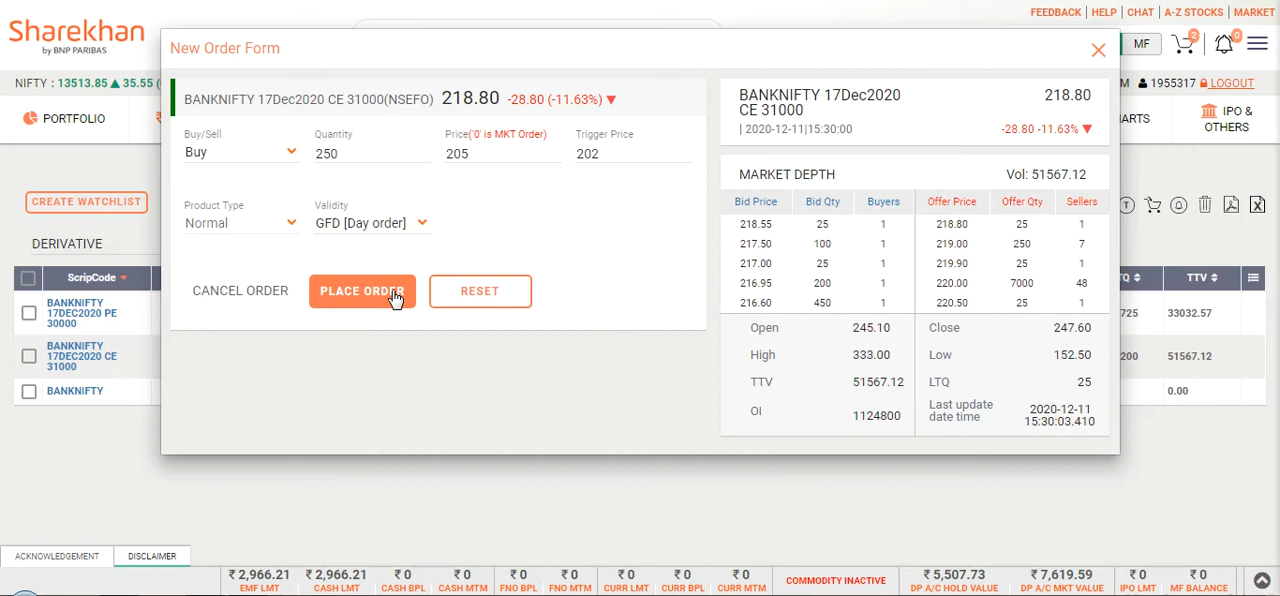 FEEDBACK | HELP | CHAT | A-Z STOCKS | MARKET
Sharekhan
by BNP PARIBAS
MF
2
0
NIFTY : 13513.85 ▲ 35.55
1955317 LOGOUT
PORTFOLIO
IPO &
OTHERS
New Order Form
BANKNIFTY 17Dec2020 CE 31000(NSEFO) 218.80 -28.80 (-11.63%) ▼
Buy/Sell Quantity Price('0' is MKT Order) Trigger Price
Buy 250 205 202
Product Type Validity
Normal GFD [Day order]
CANCEL ORDER PLACE ORDER RESET
BANKNIFTY 17Dec2020 218.80
CE 31000
| 2020-12-11|15:30:00 -28.80 -11.63% ▼
MARKET DEPTH Vol: 51567.12
Bid Price Bid Qty Buyers Offer Price Offer Qty Sellers
218.55 25 1 218.80 25 1
217.50 100 1 219.00 250 7
217.00 25 1 219.90 25 1
216.95 200 1 220.00 7000 48
216.60 450 1 220.50 25 1
Open 245.10 Close 247.60
High 333.00 Low 152.50
TTV 51567.12 LTQ 25
OI 1124800 Last update
date time 2020-12-11
15:30:03.410
CREATE WATCHLIST
DERIVATIVE
ScripCode TTV
BANKNIFTY
17DEC2020 PE
30000
725 33032.57
BANKNIFTY
17DEC2020 CE
31000
200 51567.12
BANKNIFTY 0.00
ACKNOWLEDGEMENT DISCLAIMER
₹ 2,966.21 ₹ 2,966.21 ₹ 0 ₹ 0 ₹ 0 ₹ 0 ₹ 0 ₹ 0 ₹ 0 COMMODITY INACTIVE ₹ 5,507.73 ₹ 7,619.59 ₹ 0 ₹ 0
EMF LMT CASH LMT CASH BPL CASH MTM FNO BPL FNO MTM CURR LMT CURR BPL CURR MTM DP A/C HOLD VALUE DP A/C MKT VALUE IPO LMT MF BALANCE